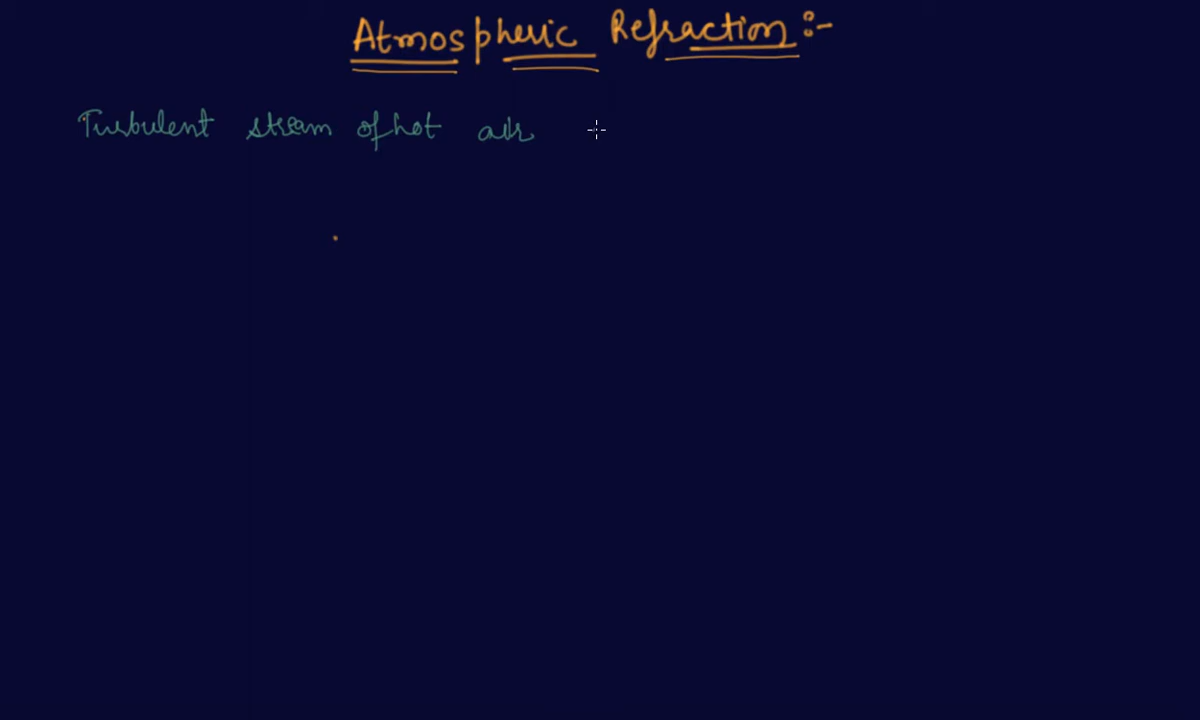 Atmospheric Refraction :-
Turbulent stream of hot air